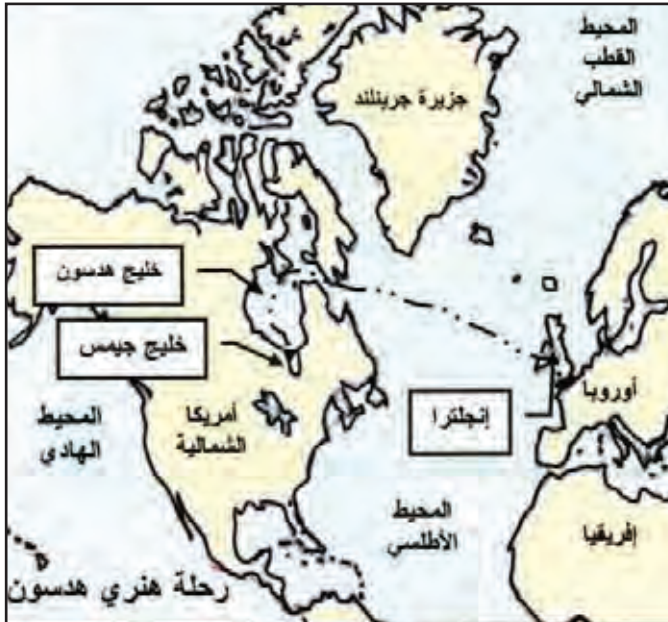 المحيط
القطب
الشمالي
جزيرة جرينلند
خليج هدسون
خليج جيمس
المحيط
الهادي
أمريكا
الشمالية
إنجلترا
أوروبا
المحيط
الأطلسي
إفريقيا
رحلة هنري هدسون